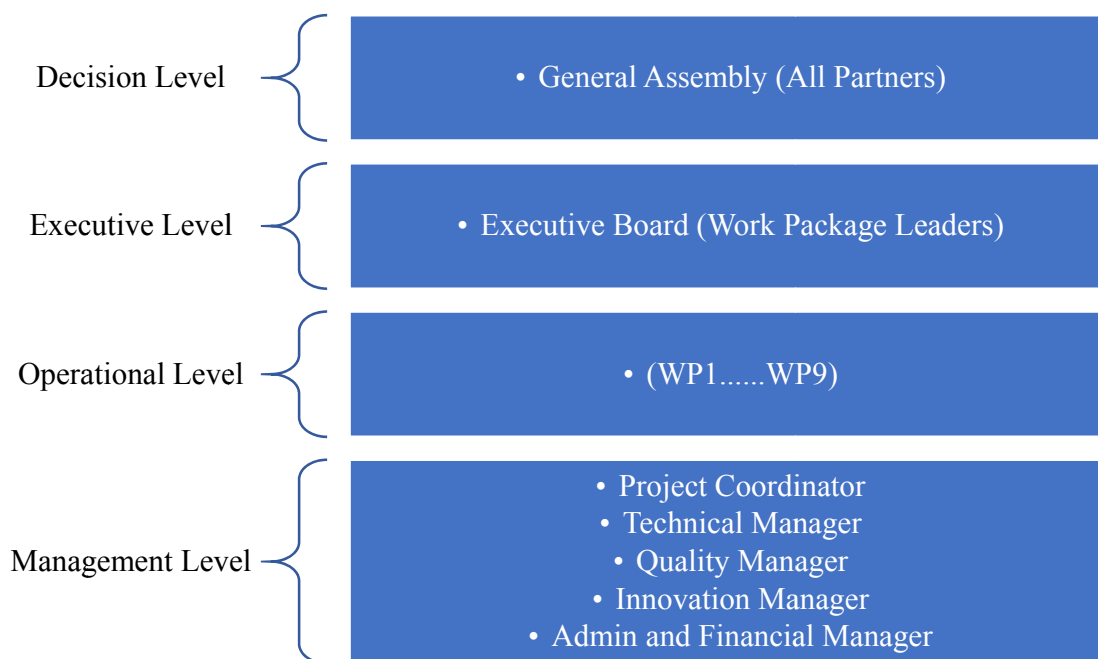 Decision Level
• General Assembly (All Partners)
Executive Level
• Executive Board (Work Package Leaders)
Operational Level
• (WP1......WP9)
Management Level
• Project Coordinator
• Technical Manager
• Quality Manager
• Innovation Manager
• Admin and Financial Manager